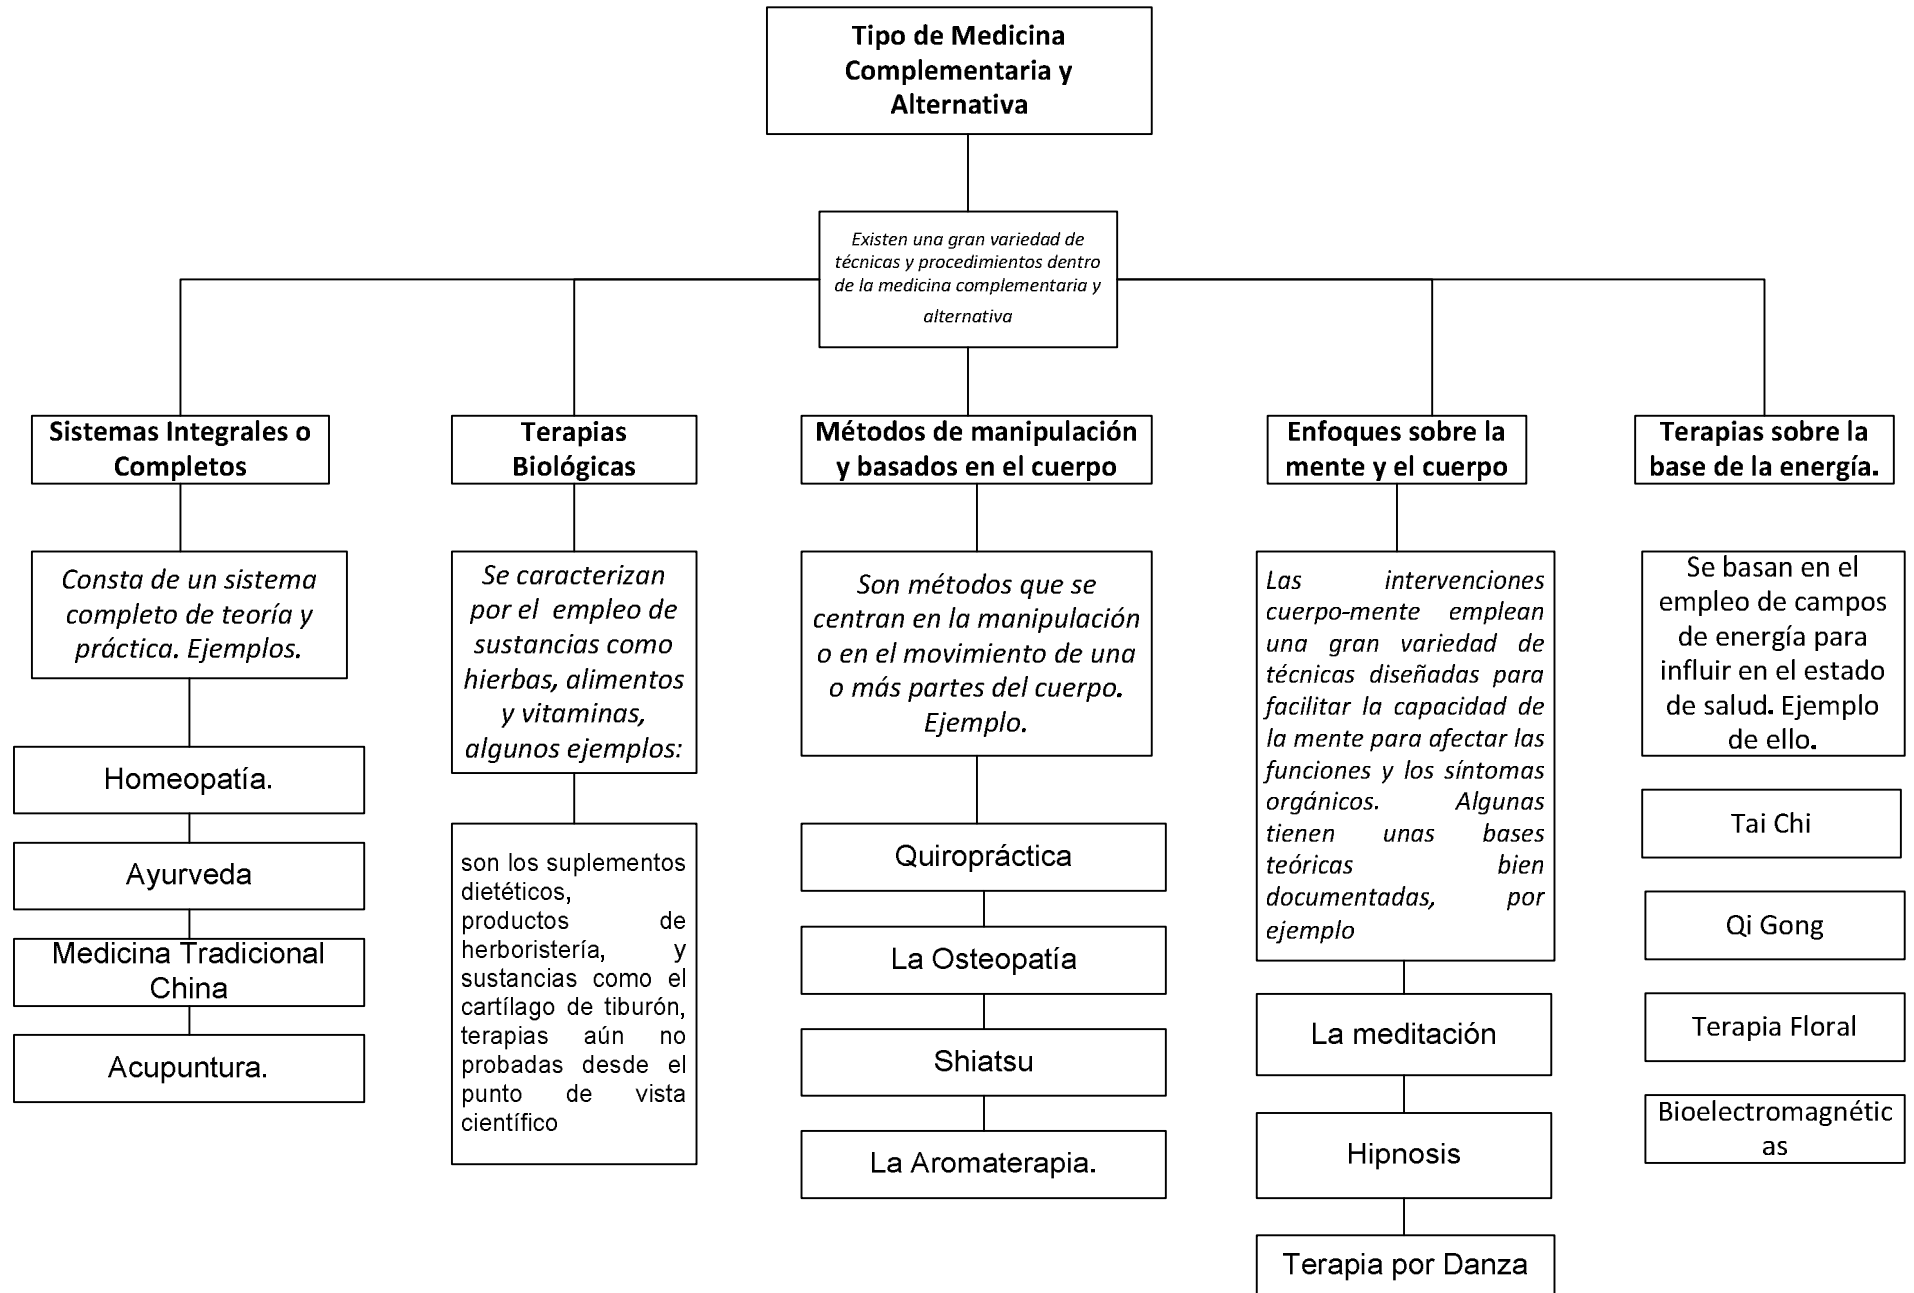 Tipo de Medicina
Complementaria y
Alternativa
Existen una gran variedad de
técnicas y procedimientos dentro
de la medicina complementaria y
alternativa
Sistemas Integrales o
Completos
Consta de un sistema
completo de teoría y
práctica. Ejemplos.
Homeopatía.
Ayurveda
Medicina Tradicional
China
Acupuntura.
Terapias
Biológicas
Se caracterizan
por el empleo de
sustancias como
hierbas, alimentos
y vitaminas,
algunos ejemplos:
son los suplementos
dietéticos,
productos de
herboristería, y
sustancias como el
cartílago de tiburón,
terapias aún no
probadas desde el
punto de vista
científico
Métodos de manipulación
y basados en el cuerpo
Son métodos que se
centran en la manipulación
o en el movimiento de una
o más partes del cuerpo.
Ejemplo.
Quiropráctica
La Osteopatía
Shiatsu
La Aromaterapia.
Enfoques sobre la
mente y el cuerpo
Las intervenciones
cuerpo-mente emplean
una gran variedad de
técnicas diseñadas para
facilitar la capacidad de
la mente para afectar las
funciones y los síntomas
orgánicos. Algunas
tienen unas bases
teóricas bien
documentadas, por
ejemplo
La meditación
Hipnosis
Terapia por Danza
Terapias sobre la
base de la energía.
Se basan en el
empleo de campos
de energía para
influir en el estado
de salud. Ejemplo
de ello.
Tai Chi
Qi Gong
Terapia Floral
Bioelectromagnétic
as